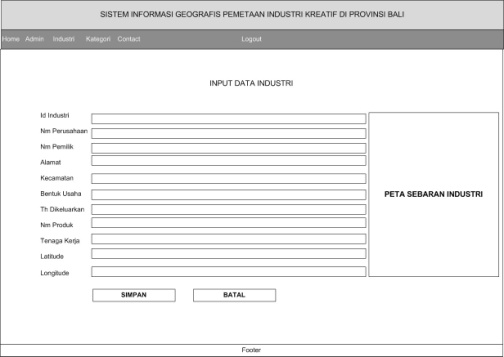 SISTEM INFORMASI GEOGRAFIS PEMETAAN INDUSTRI KREATIF DI PROVINSI BALI
Home Admin Industri Kategori Contact Logout
INPUT DATA INDUSTRI
Id Industri
Nm Perusahaan
Nm Pemilik
Alamat
Kecamatan
Bentuk Usaha
Th Dikeluarkan
Nm Produk
Tenaga Kerja
Latitude
Longitude
PETA SEBARAN INDUSTRI
SIMPAN BATAL
Footer